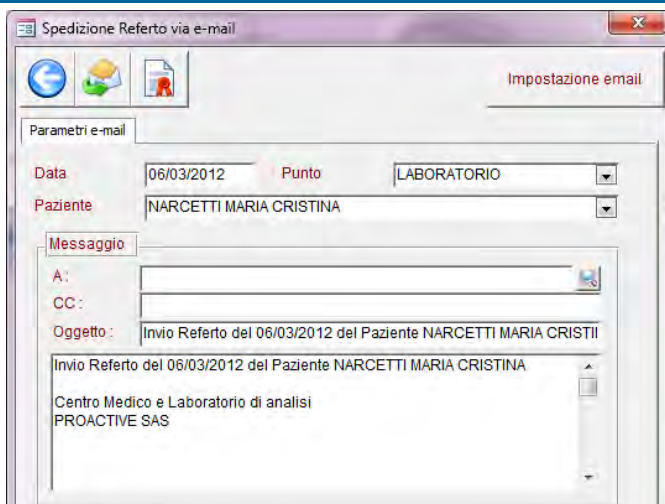 Spedizione Referto via e-mail
Impostazione email
Parametri e-mail
Data 06/03/2012 Punto LABORATORIO
Paziente NARCETTI MARIA CRISTINA
Messaggio
A :
CC :
Oggetto : Invio Referto del 06/03/2012 del Paziente NARCETTI MARIA CRISTII
Invio Referto del 06/03/2012 del Paziente NARCETTI MARIA CRISTINA
Centro Medico e Laboratorio di analisi
PROACTIVE SAS